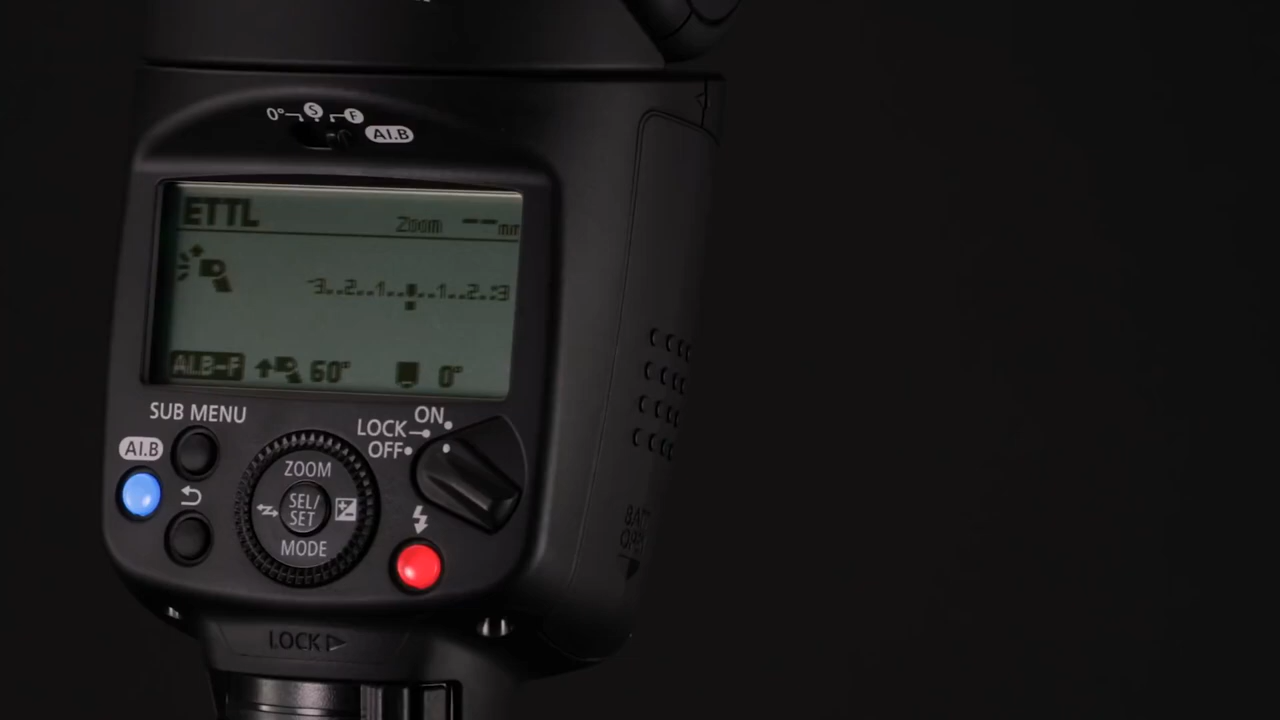 0° S F AI.B
ETTL
Zoom --mm
-3..2..1..■..1..2..:3
AI.B-F 60° 0°
SUB MENU
ON
LOCK
OFF
AI.B
ZOOM
SEL/
SET
MODE
LOCK